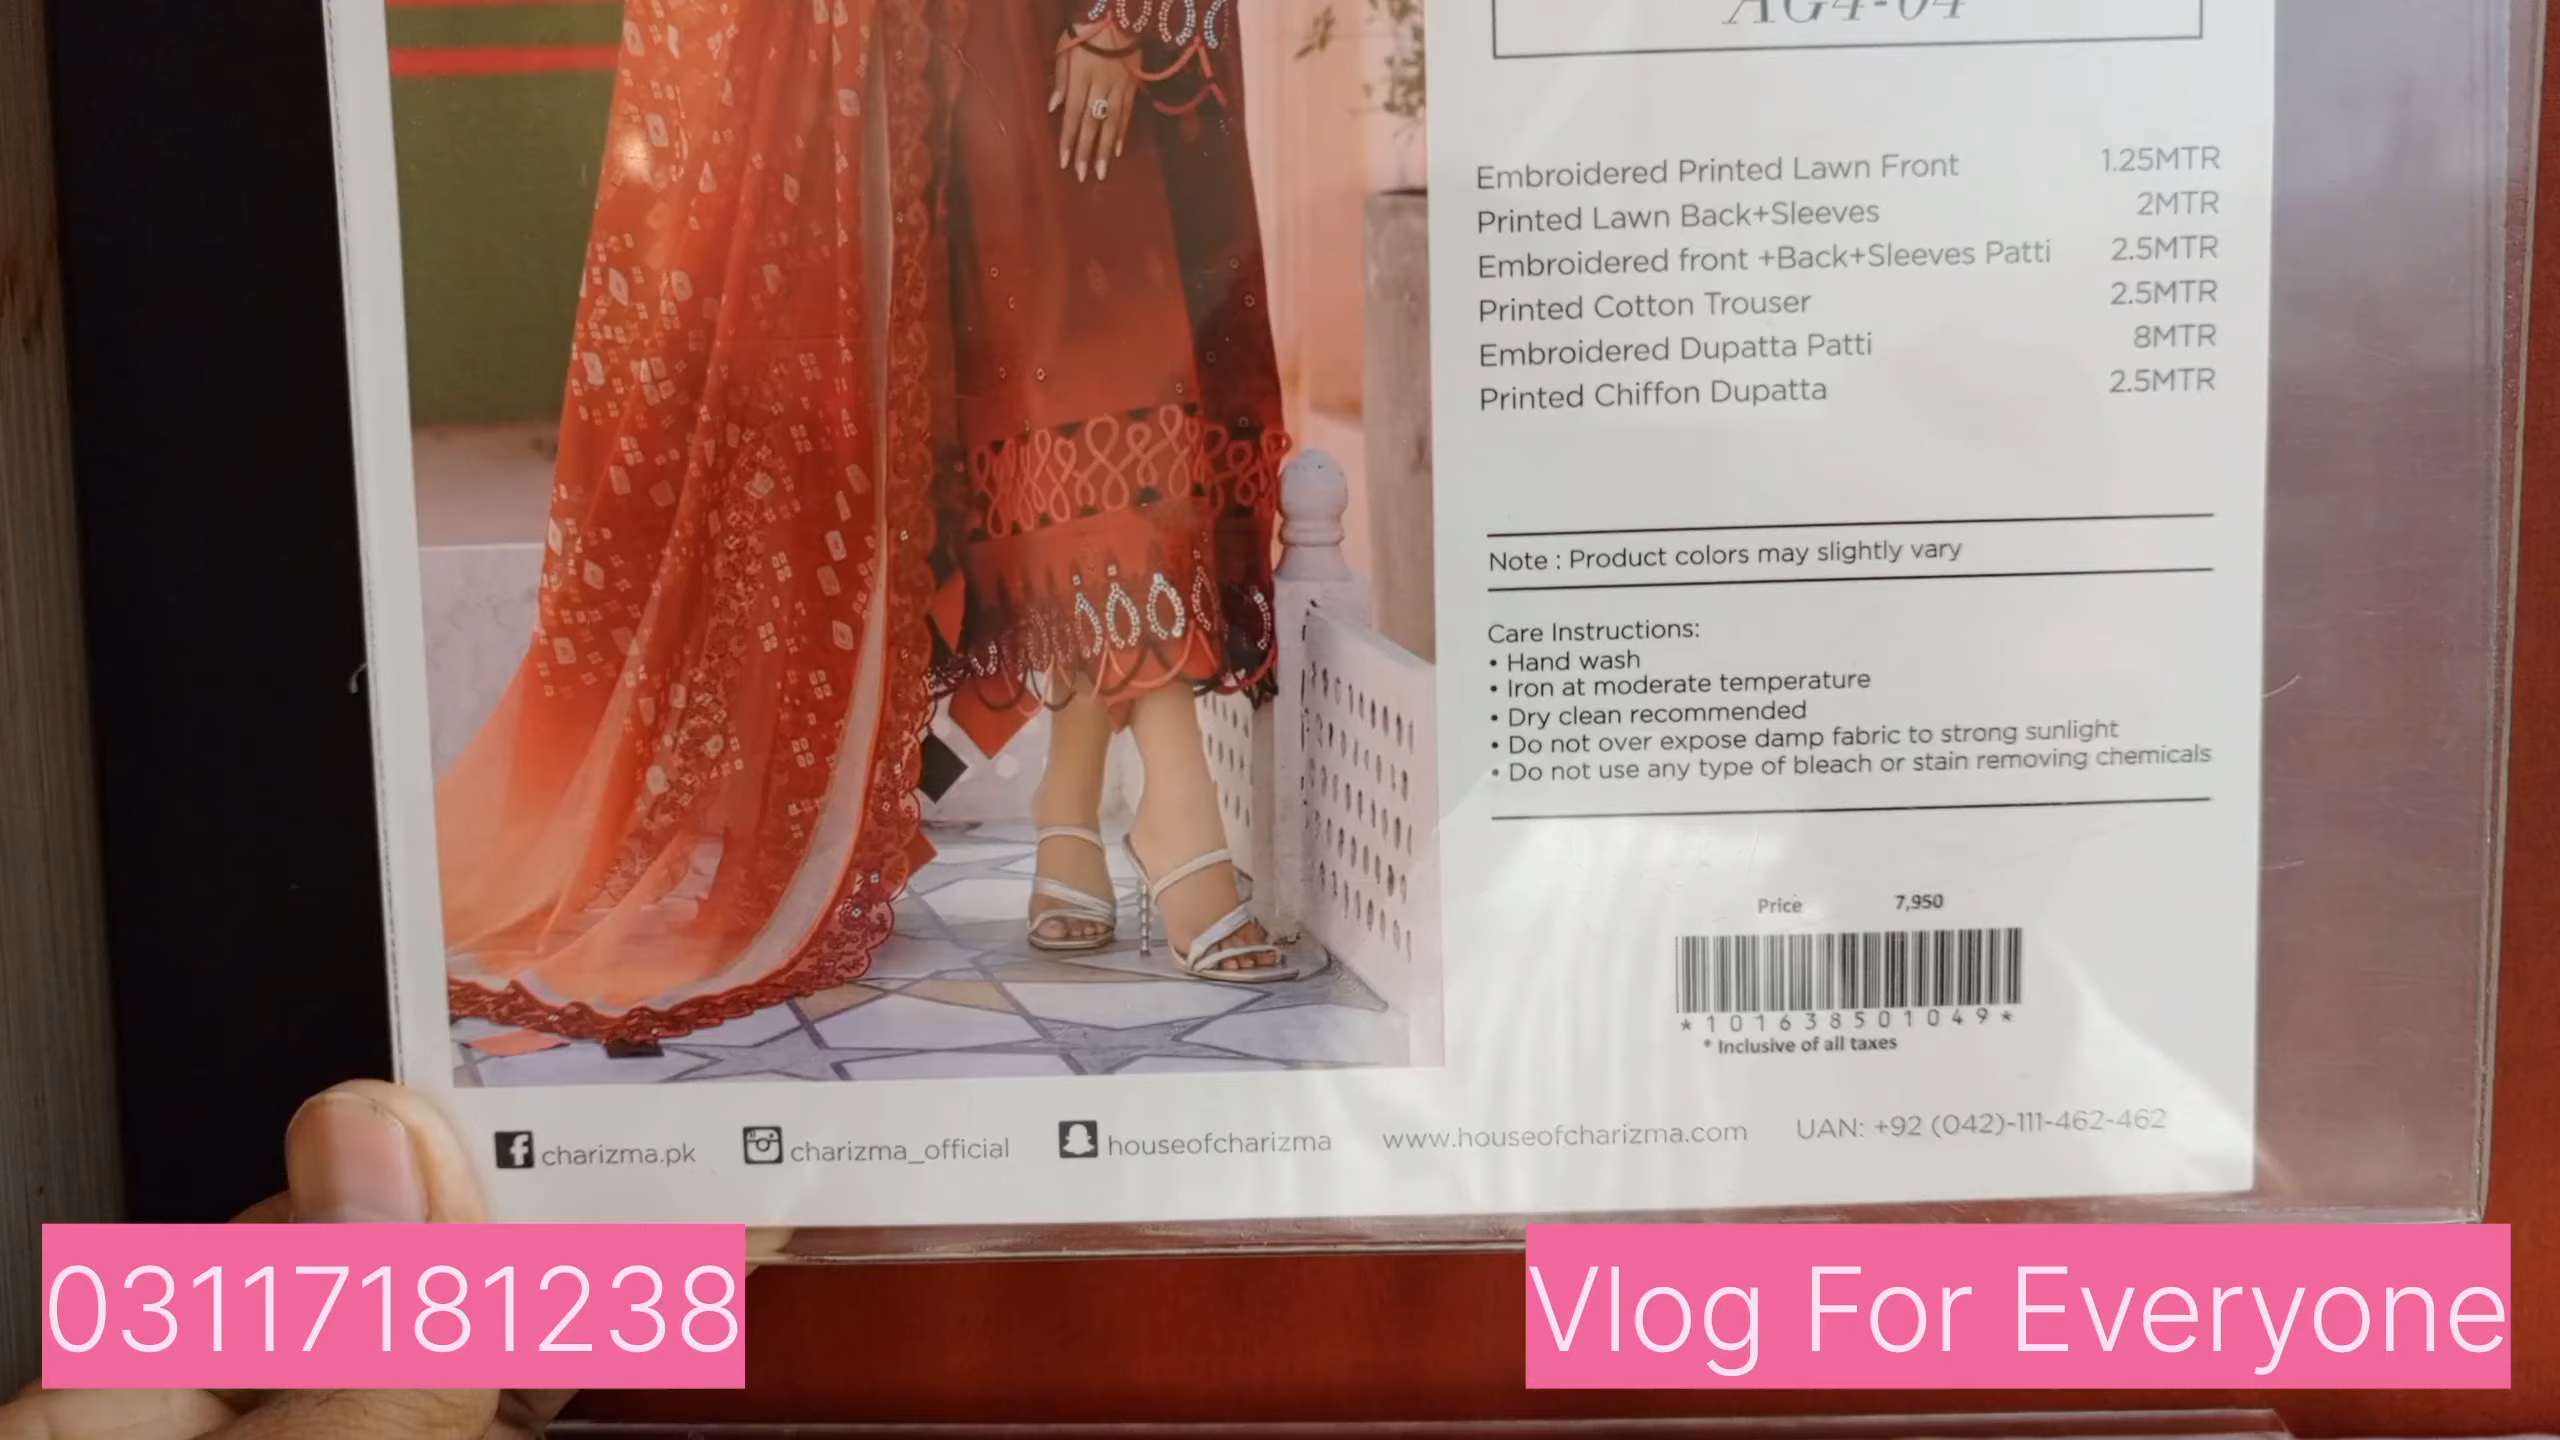 AG4-04
Embroidered Printed Lawn Front 1.25MTR
Printed Lawn Back+Sleeves 2MTR
Embroidered front +Back+Sleeves Patti 2.5MTR
Printed Cotton Trouser 2.5MTR
Embroidered Dupatta Patti 8MTR
Printed Chiffon Dupatta 2.5MTR
Note : Product colors may slightly vary
Care Instructions:
• Hand wash
• Iron at moderate temperature
• Dry clean recommended
• Do not over expose damp fabric to strong sunlight
• Do not use any type of bleach or stain removing chemicals
Price 7,950
*101638501049*
* Inclusive of all taxes
charizma.pk charizma_official houseofcharizma www.houseofcharizma.com UAN: +92 (042)-111-462-462
03117181238 Vlog For Everyone